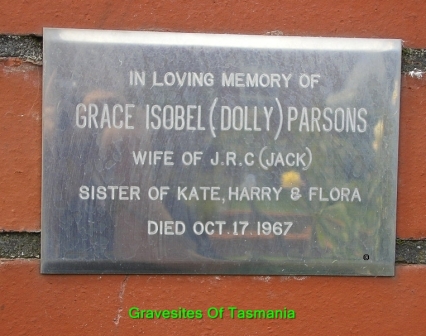 IN LOVING MEMORY OF
GRACE ISOBEL (DOLLY) PARSONS
WIFE OF J.R.C (JACK)
SISTER OF KATE, HARRY & FLORA
DIED OCT. 17. 1967
Gravesites Of Tasmania